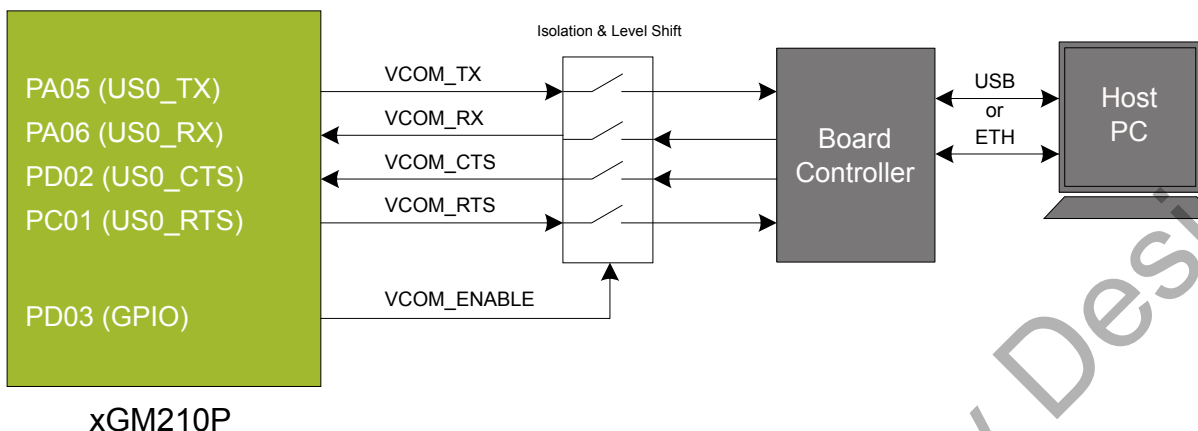 Isolation & Level Shift
PA05 (US0_TX)
PA06 (US0_RX)
PD02 (US0_CTS)
PC01 (US0_RTS)
PD03 (GPIO)
VCOM_TX
VCOM_RX
VCOM_CTS
VCOM_RTS
VCOM_ENABLE
Board
Controller
USB
or
ETH
Host
PC
xGM210P